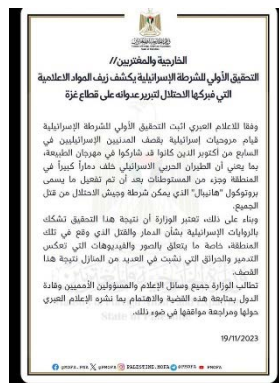 الخارجية والمغتربين//
التحقيق الأولي للشرطة الإسرائيلية يكشف زيف المواد الاعلامية
التي فبركها الاحتلال لتبرير عدوانه على قطاع غزة
وفقا للاعلام العبري اثبت التحقيق الأولي للشرطة الإسرائيلية
قيام مروحيات إسرائيلية بقصف المدنيين الإسرائيليين في
السابع من أكتوبر الذين كانوا قد شاركوا في مهرجان الطبيعة،
بما يعني أن الطيران الحربي الاسرائيلي خلف دماراً كبيراً في
المنطقة وجزء من المستوطنات بعد أن تم تفعيل ما يسمى
بروتوكول "هانيبال" الذي يمكن شرطة وجيش الاحتلال من قتل
الجميع.
وبناء على ذلك، تعتبر الوزارة أن نتيجة هذا التحقيق تشكك
بالروايات الإسرائيلية بشأن الدمار والقتل الذي وقع في تلك
المنطقة، خاصة ما يتعلق بالصور والفيديوهات التي تعكس
التدمير والحرائق التي نشبت في العديد من المنازل نتيجة هذا
القصف.
تطالب الوزارة جميع وسائل الإعلام والمسؤولين الأمميين وقادة
الدول بمتابعة هذه القضية والاهتمام بما نشره الإعلام العبري
حولها ومراجعة مواقفها في ضوء ذلك.
19/11/2023